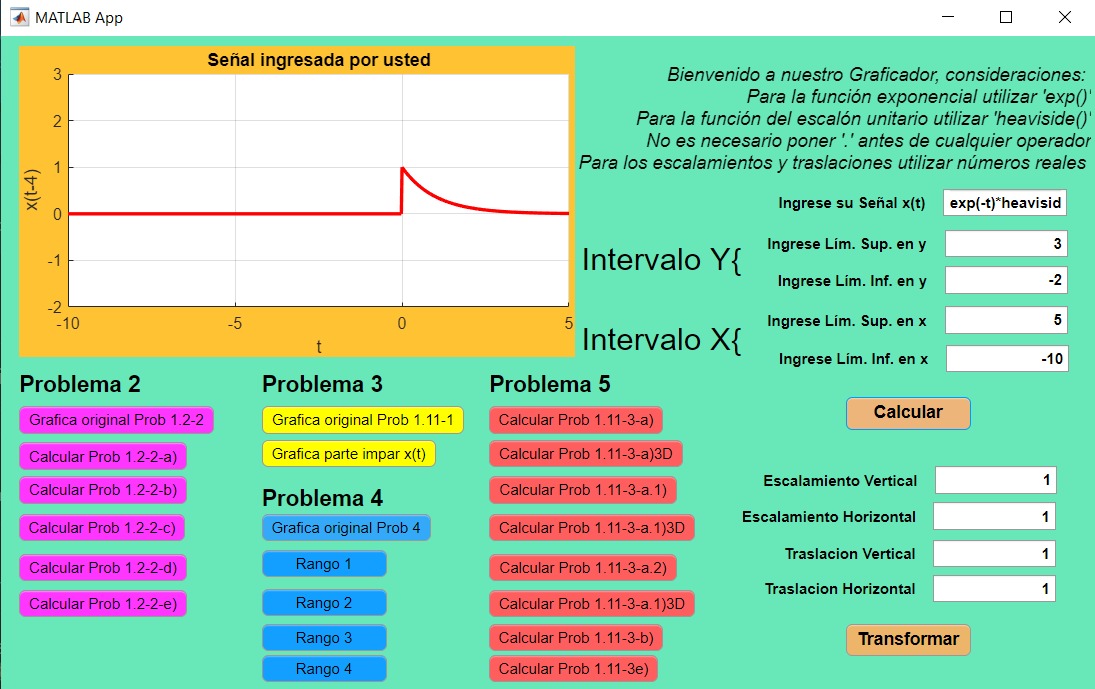 MATLAB App
Señal ingresada por usted
3
2
1
0
-1
-2
x(t-4)
-10
-5
0
5
t
Bienvenido a nuestro Graficador, consideraciones:
Para la función exponencial utilizar 'exp()'
Para la función del escalón unitario utilizar 'heaviside()'
No es necesario poner '.' antes de cualquier operador
Para los escalamientos y traslaciones utilizar números reales
Ingrese su Señal x(t)
exp(-t)*heavisid
Intervalo Y{
Ingrese Lím. Sup. en y
3
Ingrese Lím. Inf. en y
-2
Intervalo X{
Ingrese Lím. Sup. en x
5
Ingrese Lím. Inf. en x
-10
Calcular
Problema 2
Grafica original Prob 1.2-2
Calcular Prob 1.2-2-a)
Calcular Prob 1.2-2-b)
Calcular Prob 1.2-2-c)
Calcular Prob 1.2-2-d)
Calcular Prob 1.2-2-e)
Problema 3
Grafica original Prob 1.11-1
Grafica parte impar x(t)
Problema 4
Grafica original Prob 4
Rango 1
Rango 2
Rango 3
Rango 4
Problema 5
Calcular Prob 1.11-3-a)
Calcular Prob 1.11-3-a)3D
Calcular Prob 1.11-3-a.1)
Calcular Prob 1.11-3-a.1)3D
Calcular Prob 1.11-3-a.2)
Calcular Prob 1.11-3-a.1)3D
Calcular Prob 1.11-3-b)
Calcular Prob 1.11-3e)
Escalamiento Vertical
1
Escalamiento Horizontal
1
Traslacion Vertical
1
Traslacion Horizontal
1
Transformar